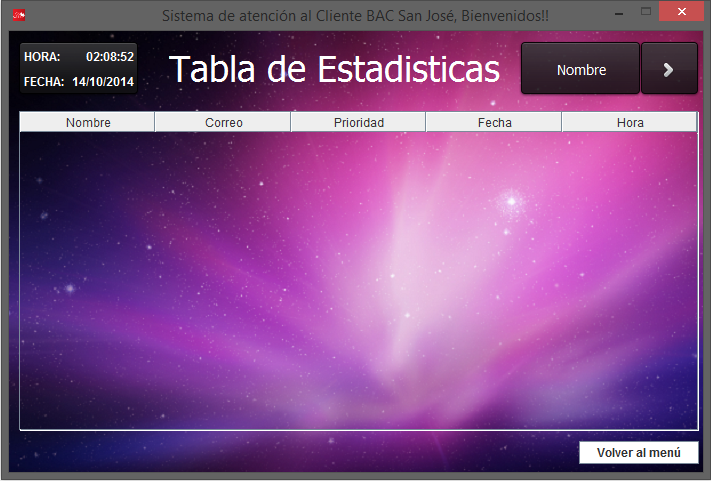 Sistema de atención al Cliente BAC San José, Bienvenidos!!
HORA: 02:08:52
FECHA: 14/10/2014
Tabla de Estadisticas
Nombre
Nombre Correo Prioridad Fecha Hora
Volver al menú